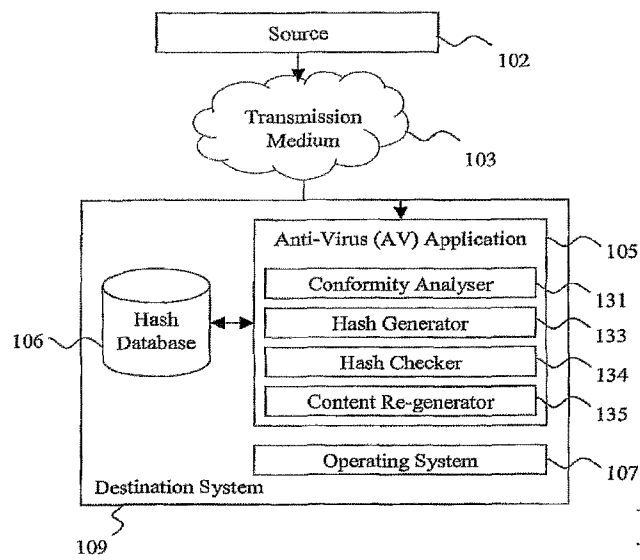 Source
102
Transmission
Medium
103
Anti-Virus (AV) Application
105
Conformity Analyser
131
Hash
Database
106
Hash Generator
133
Hash Checker
134
Content Re-generator
135
Operating System
107
Destination System
109